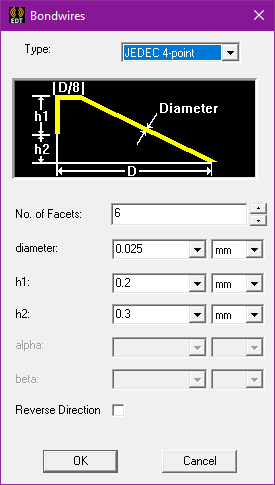 EDT Bondwires
Type: JEDEC 4-point
D/8
h1
Diameter
h2
D
No. of Facets: 6
diameter: 0.025 mm
h1: 0.2 mm
h2: 0.3 mm
alpha:
beta:
Reverse Direction
OK Cancel